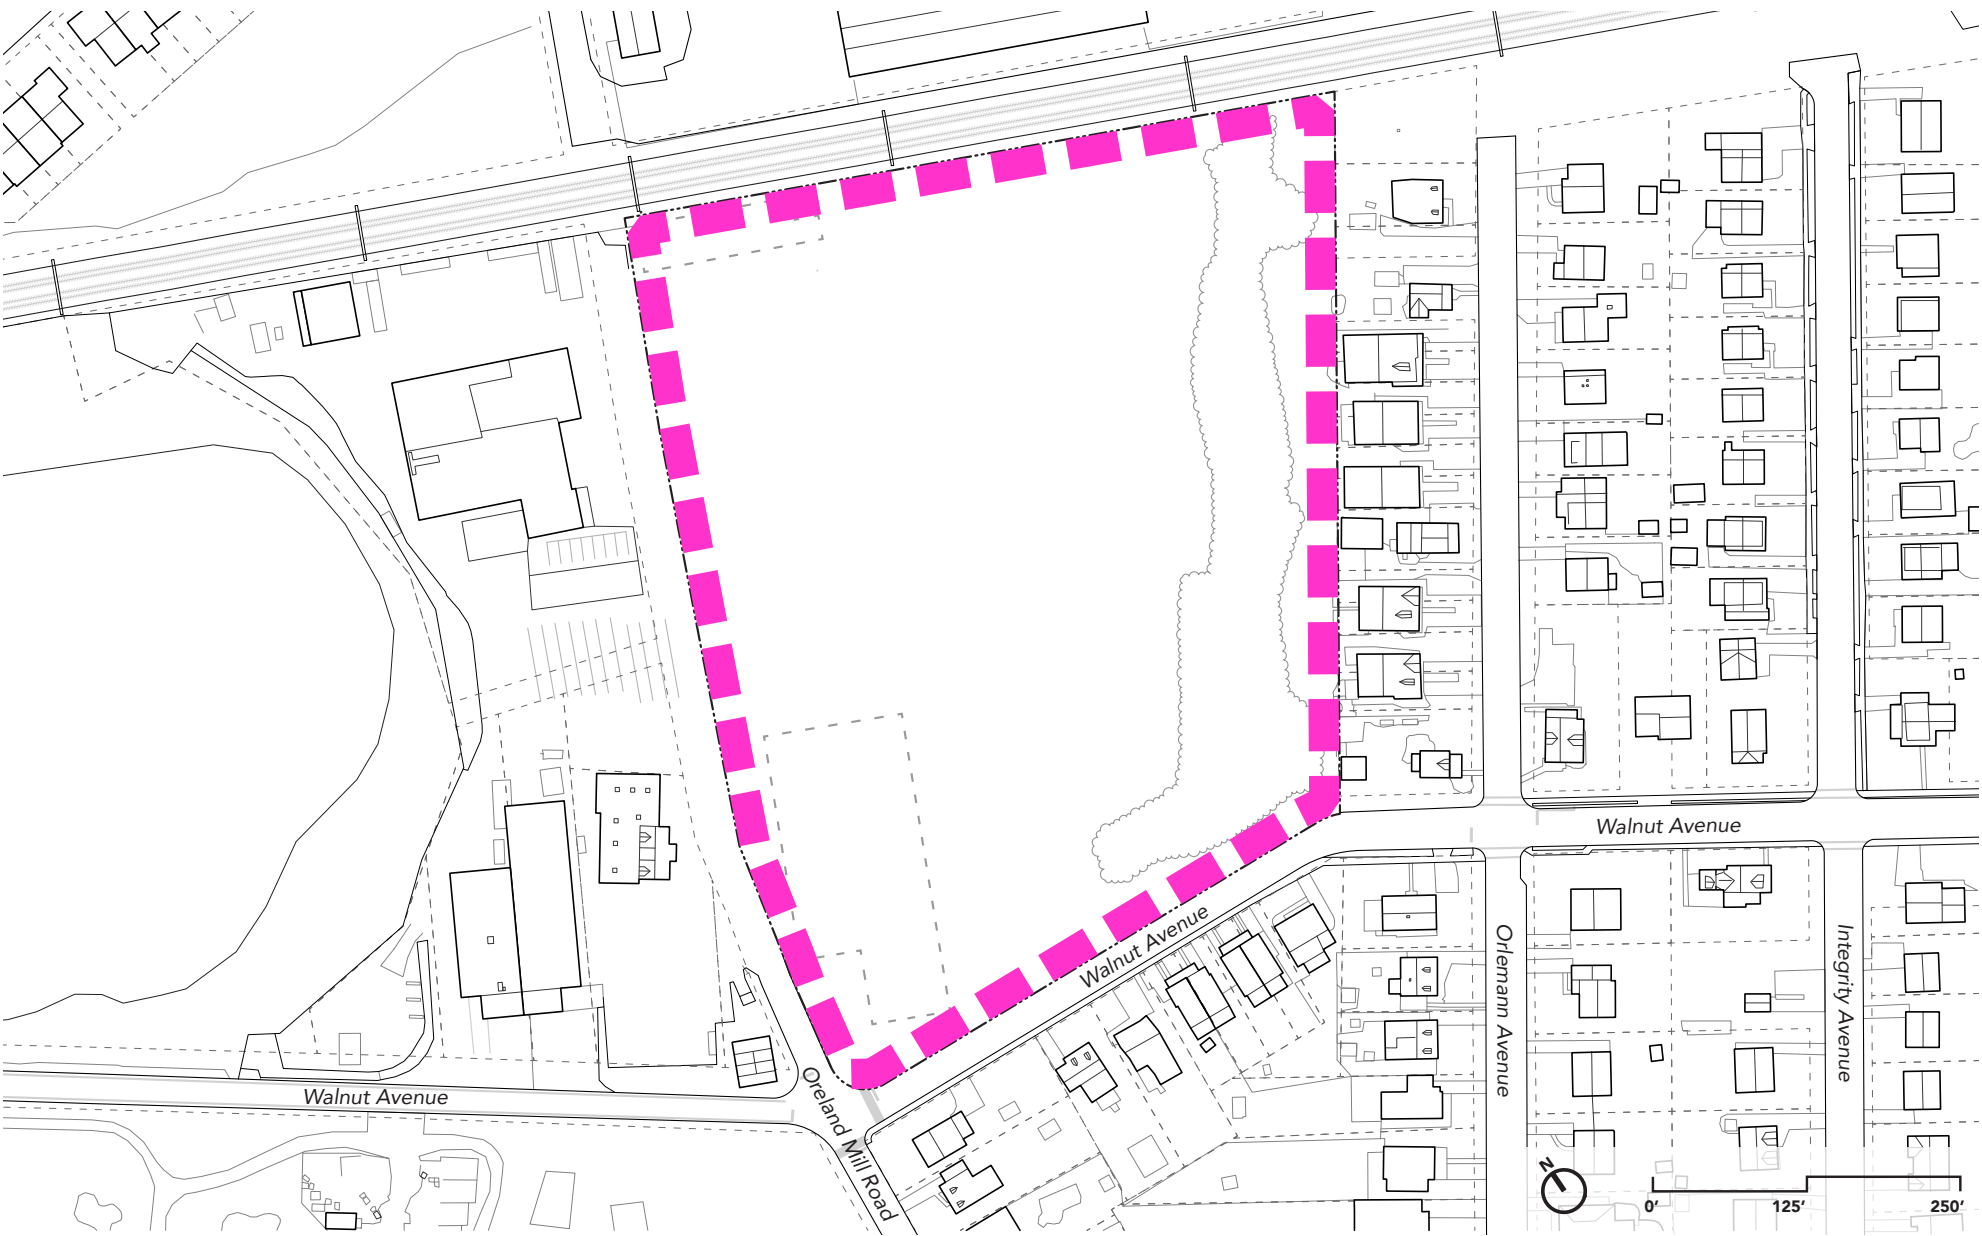 Walnut Avenue
Walnut Avenue
Orlemann Avenue
Integrity Avenue
Walnut Avenue
Oreland Mill Road
N
0' 125' 250'